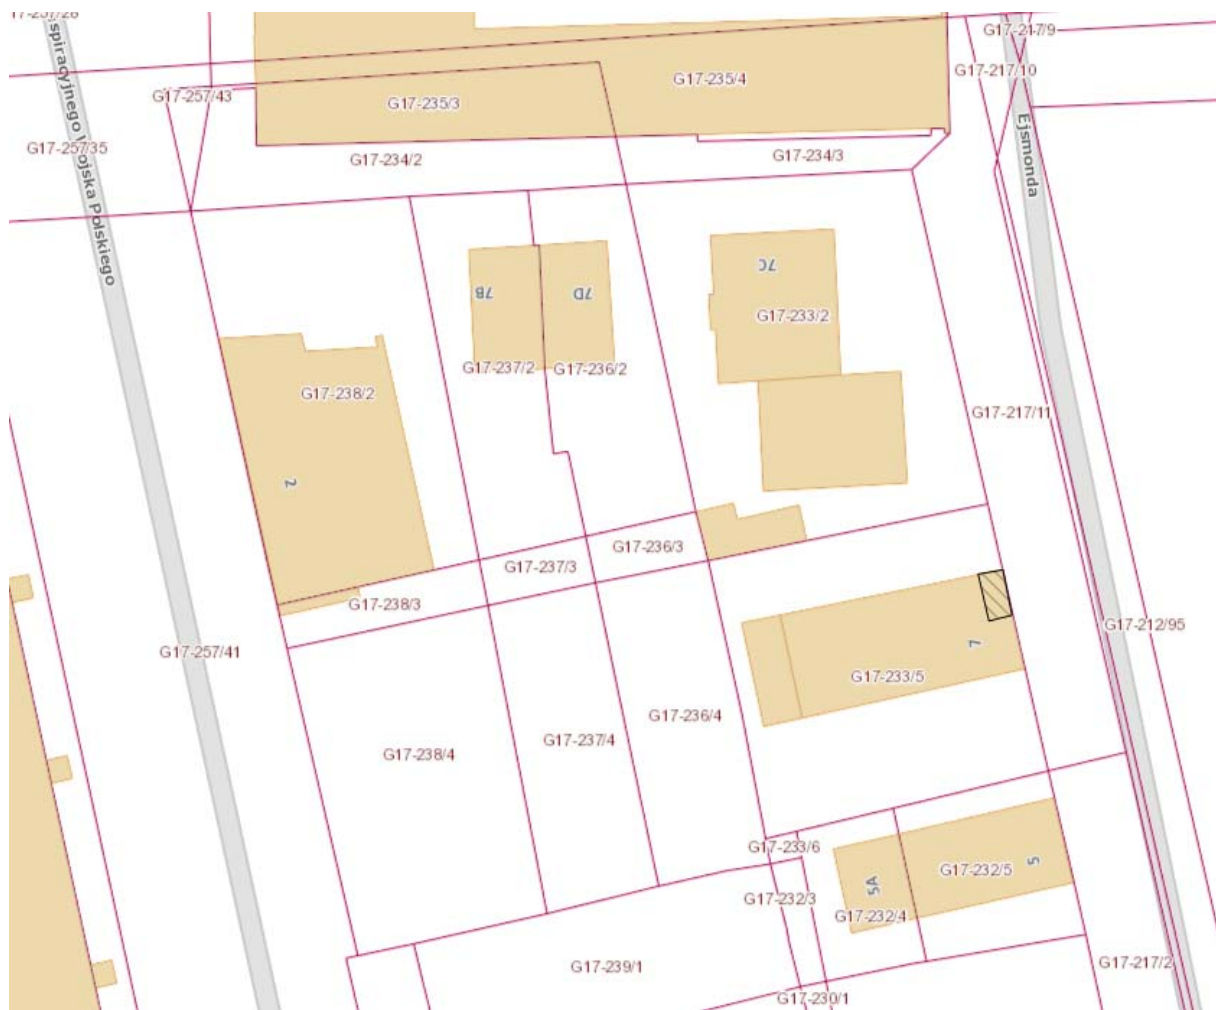 G17-257/28
spiracyjnego Wojska Polskiego
G17-217/9
G17-217/10
G17-235/4
G17-257/43
G17-235/3
G17-257/35
G17-234/2
G17-234/3
Ejsmonda
7C
7B
7D
G17-233/2
G17-237/2
G17-236/2
G17-238/2
G17-217/11
2
G17-236/3
G17-237/3
G17-238/3
G17-212/95
7
G17-257/41
G17-233/5
G17-236/4
G17-237/4
G17-238/4
G17-233/6
5
G17-232/5
5A
G17-232/3
G17-232/4
G17-239/1
G17-217/2
G17-230/1